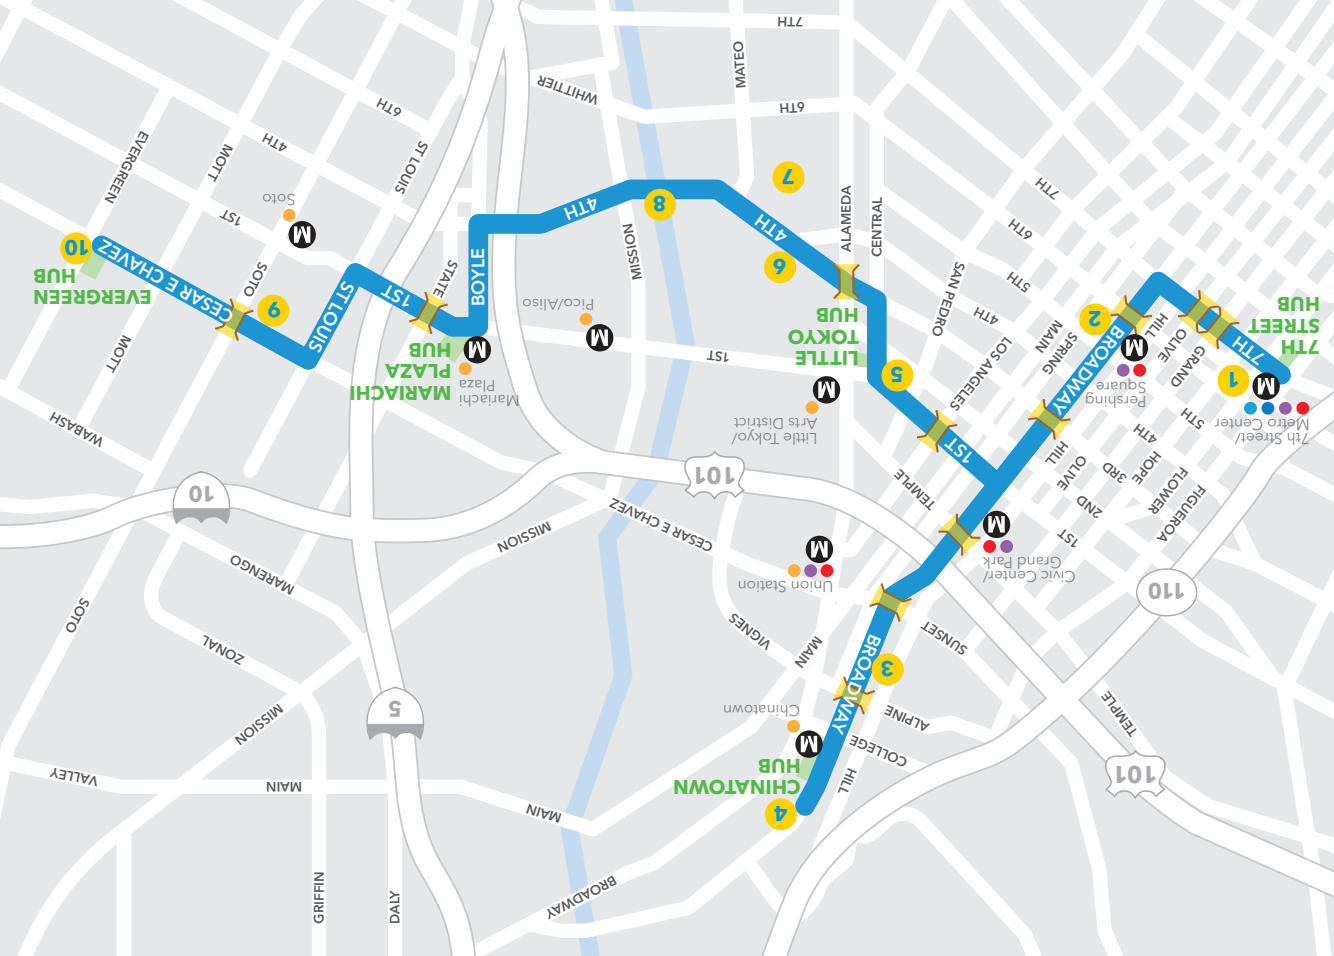 DALY
GRIFFIN
BROADWAY
4
MAIN
CHINATOWN
HUB
M
Chinatown
HILL
COLLEGE
ALPINE
101
TEMPLE
VALLEY
MAIN
MISSION
5
BROADWAY
3
SUNSET
MAIN
VIGNES
ZONAL
SOTO
MARENGO
110
Civic Center/
Grand Park
M
Union Station
M
MISSION
CESAR E CHAVEZ
10
101
1ST
2ND
3RD
4TH
5TH
FIGUEROA
FLOWER
HOPE
OLIVE
HILL
TEMPLE
1ST
WABASH
7th Street/
Metro Center
M
1
7TH STREET
HUB
7TH
GRAND
OLIVE
HILL
Pershing
Square
M
2
BROADWAY
SPRING
MAIN
LOS ANGELES
SAN PEDRO
4TH
5TH
6TH
7TH
5
Little Tokyo/
Arts District
M
LITTLE
TOKYO
HUB
1ST
Pico/Aliso
M
Mariachi
Plaza
M
MARIACHI
PLAZA
HUB
BOYLE
STATE
1ST
ST LOUIS
MOTT
9
SOTO
CESAR E CHAVEZ
EVERGREEN
HUB
10
CENTRAL
ALAMEDA
4TH
6
7
8
4TH
MISSION
Soto
M
1ST
4TH
6TH
ST LOUIS
MOTT
EVERGREEN
6TH
MATEO
WHITTIER
7TH